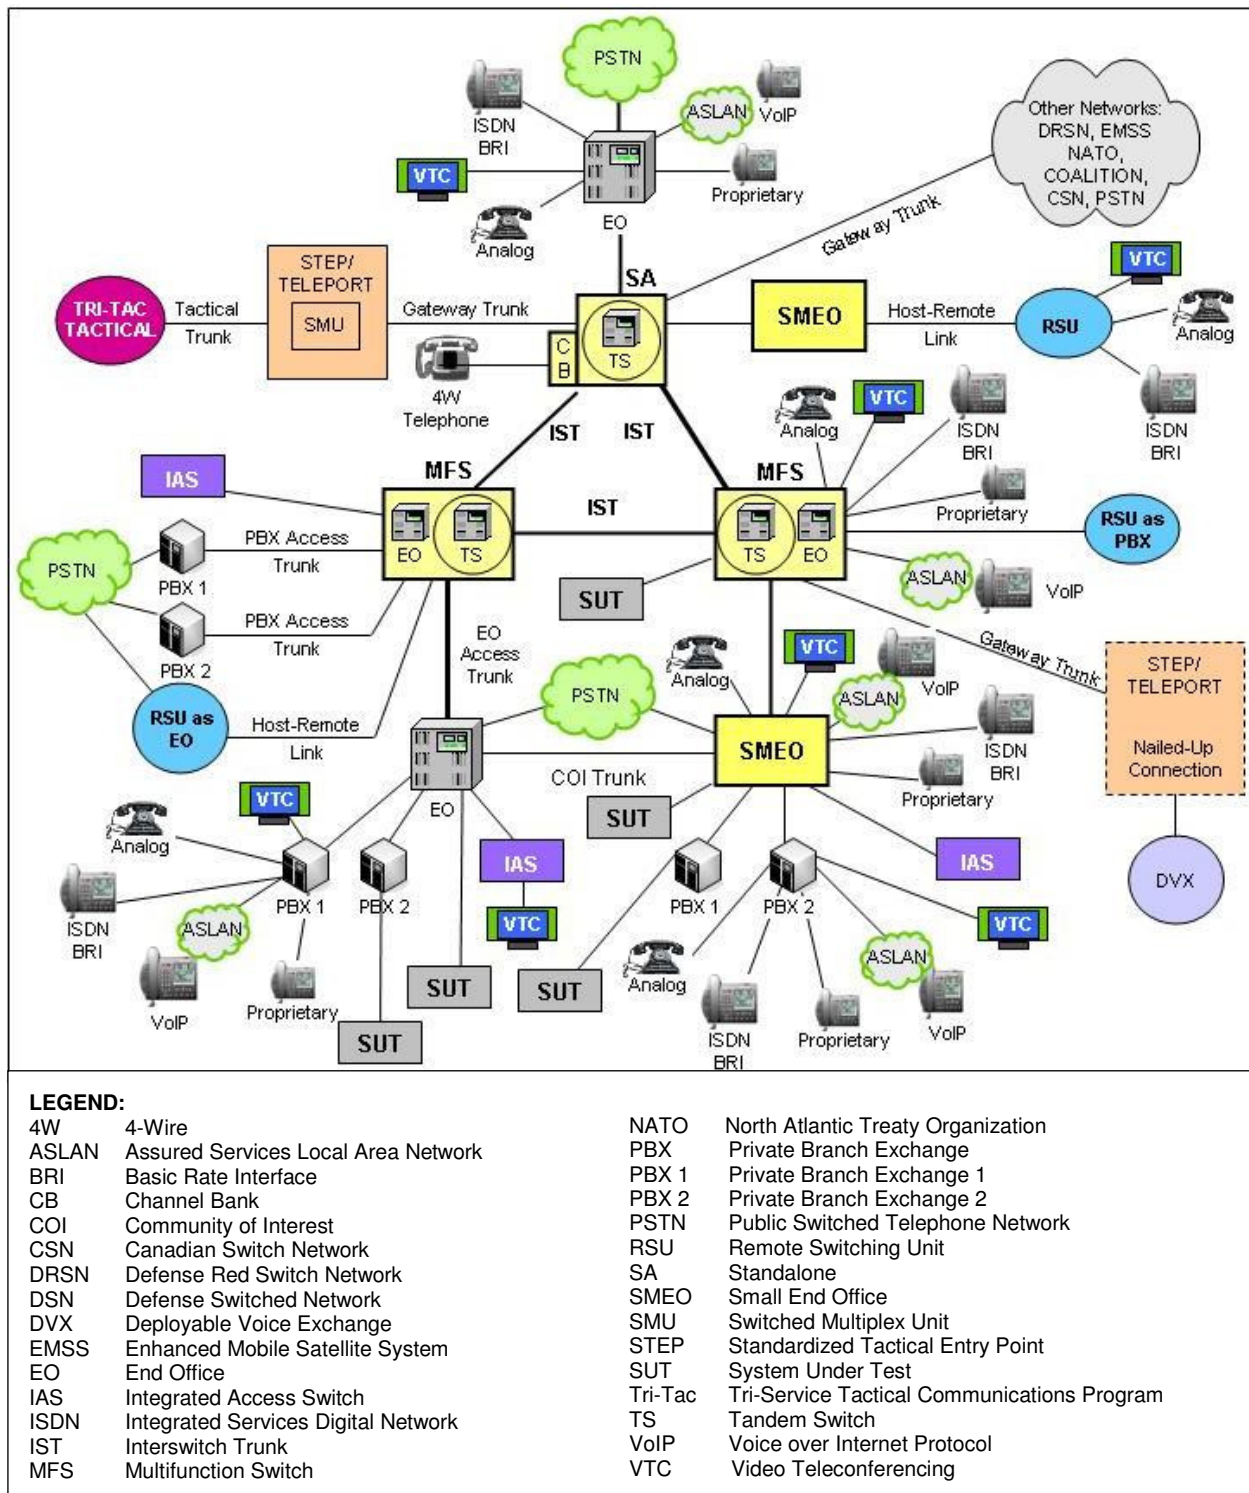 PSTN
ISDN
BRI
ASLAN
VoIP
VTC
Proprietary
Analog
EO
Other Networks:
DRSN, EMSS
NATO,
COALITION,
CSN, PSTN
Gateway Trunk
SA
STEP/
TELEPORT
SMU
TRI-TAC
TACTICAL
Tactical
Trunk
Gateway Trunk
C
B
TS
SMEO
Host-Remote
Link
RSU
VTC
Analog
ISDN
BRI
4W
Telephone
IST
IST
Analog
VTC
ISDN
BRI
Proprietary
IAS
MFS
EO
TS
IST
MFS
TS
EO
RSU as
PBX
ASLAN
VoIP
PSTN
PBX 1
PBX Access
Trunk
PBX 2
PBX Access
Trunk
RSU as
EO
Host-Remote
Link
EO
Access
Trunk
SUT
Gateway Trunk
STEP/
TELEPORT
Nailed-Up
Connection
DVX
PSTN
Analog
VTC
ASLAN
VoIP
SMEO
ISDN
BRI
Proprietary
EO
COI Trunk
SUT
VTC
Analog
ISDN
BRI
PBX 1
PBX 2
ASLAN
VoIP
Proprietary
IAS
VTC
SUT
SUT
SUT
PBX 1
PBX 2
IAS
VTC
Analog
ISDN
BRI
Proprietary
ASLAN
VoIP
LEGEND:
4W 4-Wire
ASLAN Assured Services Local Area Network
BRI Basic Rate Interface
CB Channel Bank
COI Community of Interest
CSN Canadian Switch Network
DRSN Defense Red Switch Network
DSN Defense Switched Network
DVX Deployable Voice Exchange
EMSS Enhanced Mobile Satellite System
EO End Office
IAS Integrated Access Switch
ISDN Integrated Services Digital Network
IST Interswitch Trunk
MFS Multifunction Switch
NATO North Atlantic Treaty Organization
PBX Private Branch Exchange
PBX 1 Private Branch Exchange 1
PBX 2 Private Branch Exchange 2
PSTN Public Switched Telephone Network
RSU Remote Switching Unit
SA Standalone
SMEO Small End Office
SMU Switched Multiplex Unit
STEP Standardized Tactical Entry Point
SUT System Under Test
Tri-Tac Tri-Service Tactical Communications Program
TS Tandem Switch
VoIP Voice over Internet Protocol
VTC Video Teleconferencing